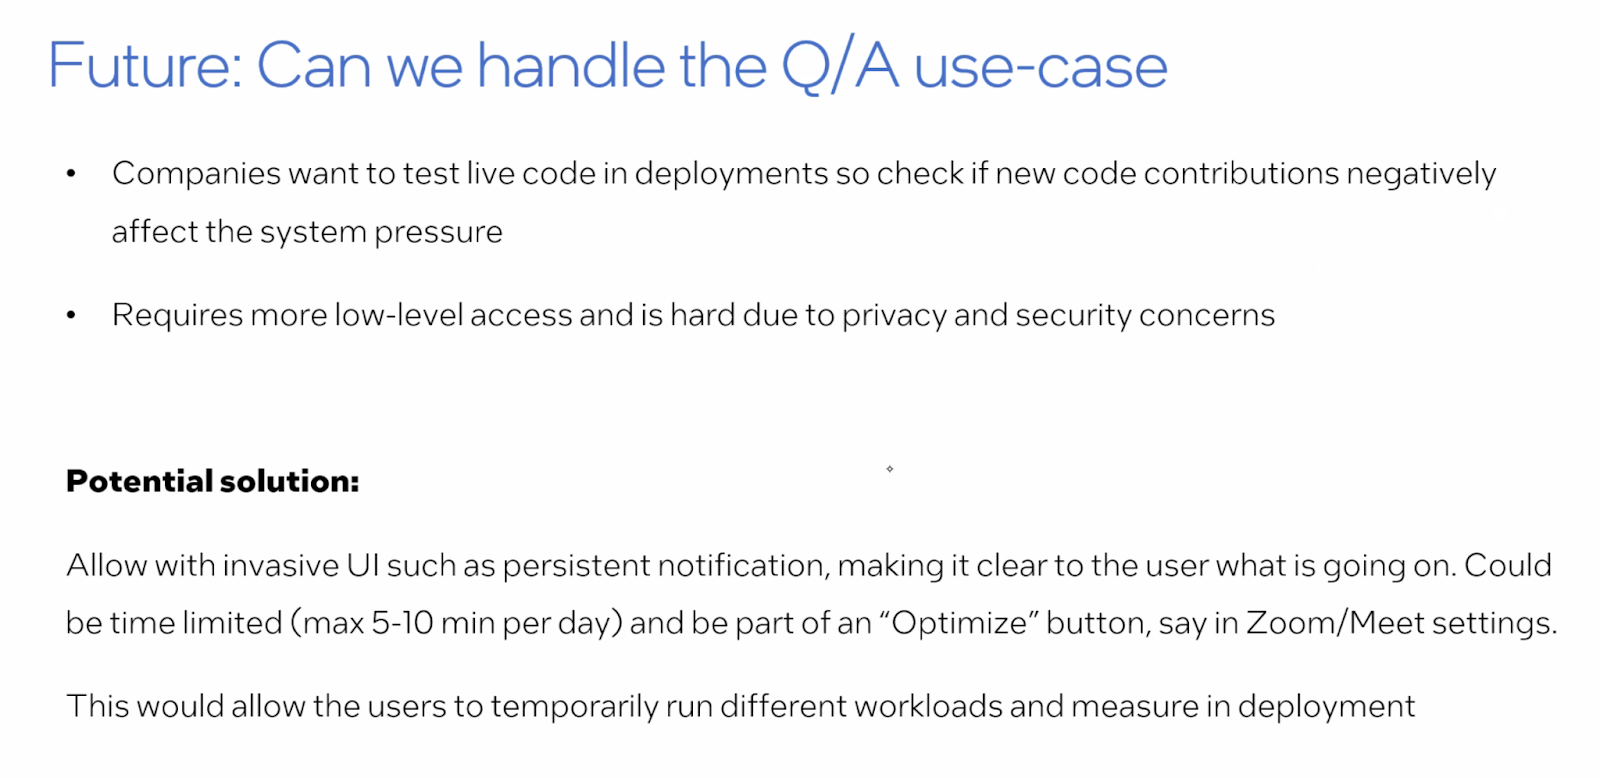 Future: Can we handle the Q/A use-case
• Companies want to test live code in deployments so check if new code contributions negatively
affect the system pressure
• Requires more low-level access and is hard due to privacy and security concerns
Potential solution:
Allow with invasive UI such as persistent notification, making it clear to the user what is going on. Could
be time limited (max 5-10 min per day) and be part of an “Optimize” button, say in Zoom/Meet settings.
This would allow the users to temporarily run different workloads and measure in deployment